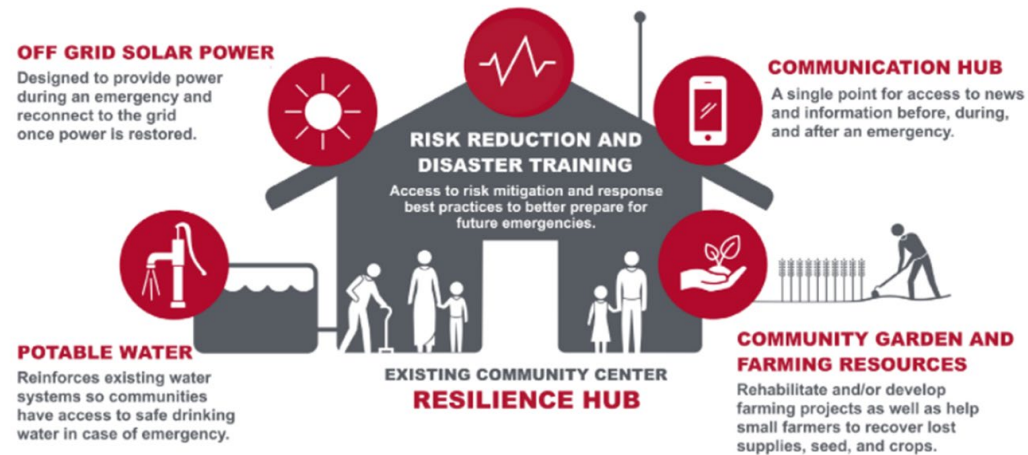 OFF GRID SOLAR POWER
Designed to provide power
during an emergency and
reconnect to the grid
once power is restored.
RISK REDUCTION AND
DISASTER TRAINING
Access to risk mitigation and response
best practices to better prepare for
future emergencies.
COMMUNICATION HUB
A single point for access to news
and information before, during,
and after an emergency.
POTABLE WATER
Reinforces existing water
systems so communities
have access to safe drinking
water in case of emergency.
EXISTING COMMUNITY CENTER
RESILIENCE HUB
COMMUNITY GARDEN AND
FARMING RESOURCES
Rehabilitate and/or develop
farming projects as well as help
small farmers to recover lost
supplies, seed, and crops.